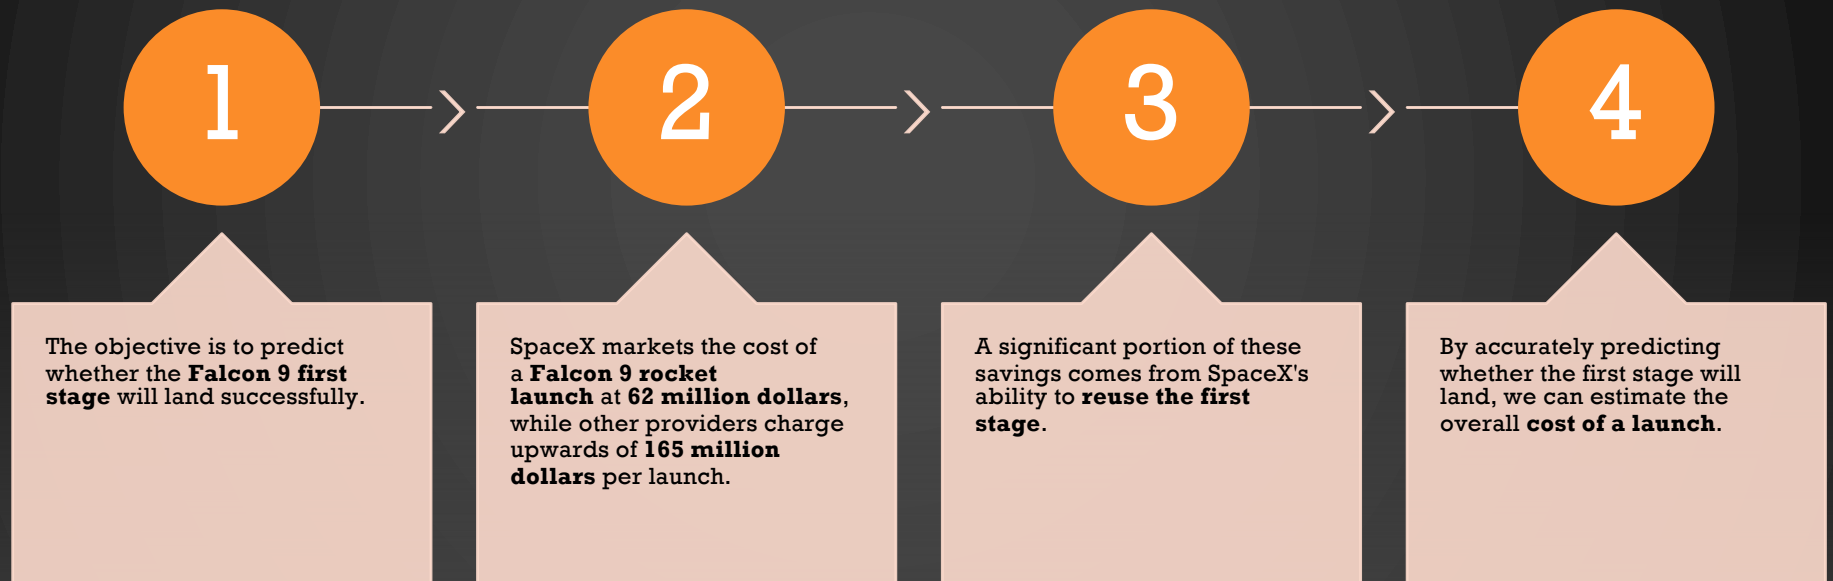 1
2
3
4
The objective is to predict
whether the Falcon 9 first
stage will land successfully.
SpaceX markets the cost of
a Falcon 9 rocket
launch at 62 million dollars,
while other providers charge
upwards of 165 million
dollars per launch.
A significant portion of these
savings comes from SpaceX's
ability to reuse the first
stage.
By accurately predicting
whether the first stage will
land, we can estimate the
overall cost of a launch.